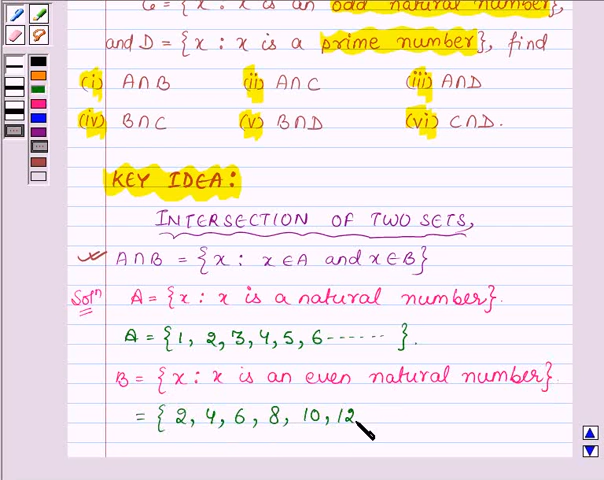 C = {x : x is an odd natural number},
and D = {x : x is a prime number}, find
(i) A∩B (ii) A∩C (iii) A∩D
(iv) B∩C (v) B∩D (vi) C∩D.
KEY IDEA:
INTERSECTION OF TWO SETS,
A∩B = {x : x∈A and x∈B}
Solⁿ A = {x : x is a natural number}.
A = {1, 2, 3, 4, 5, 6 ------ }.
B = {x : x is an even natural number}
= { 2, 4, 6, 8, 10, 12